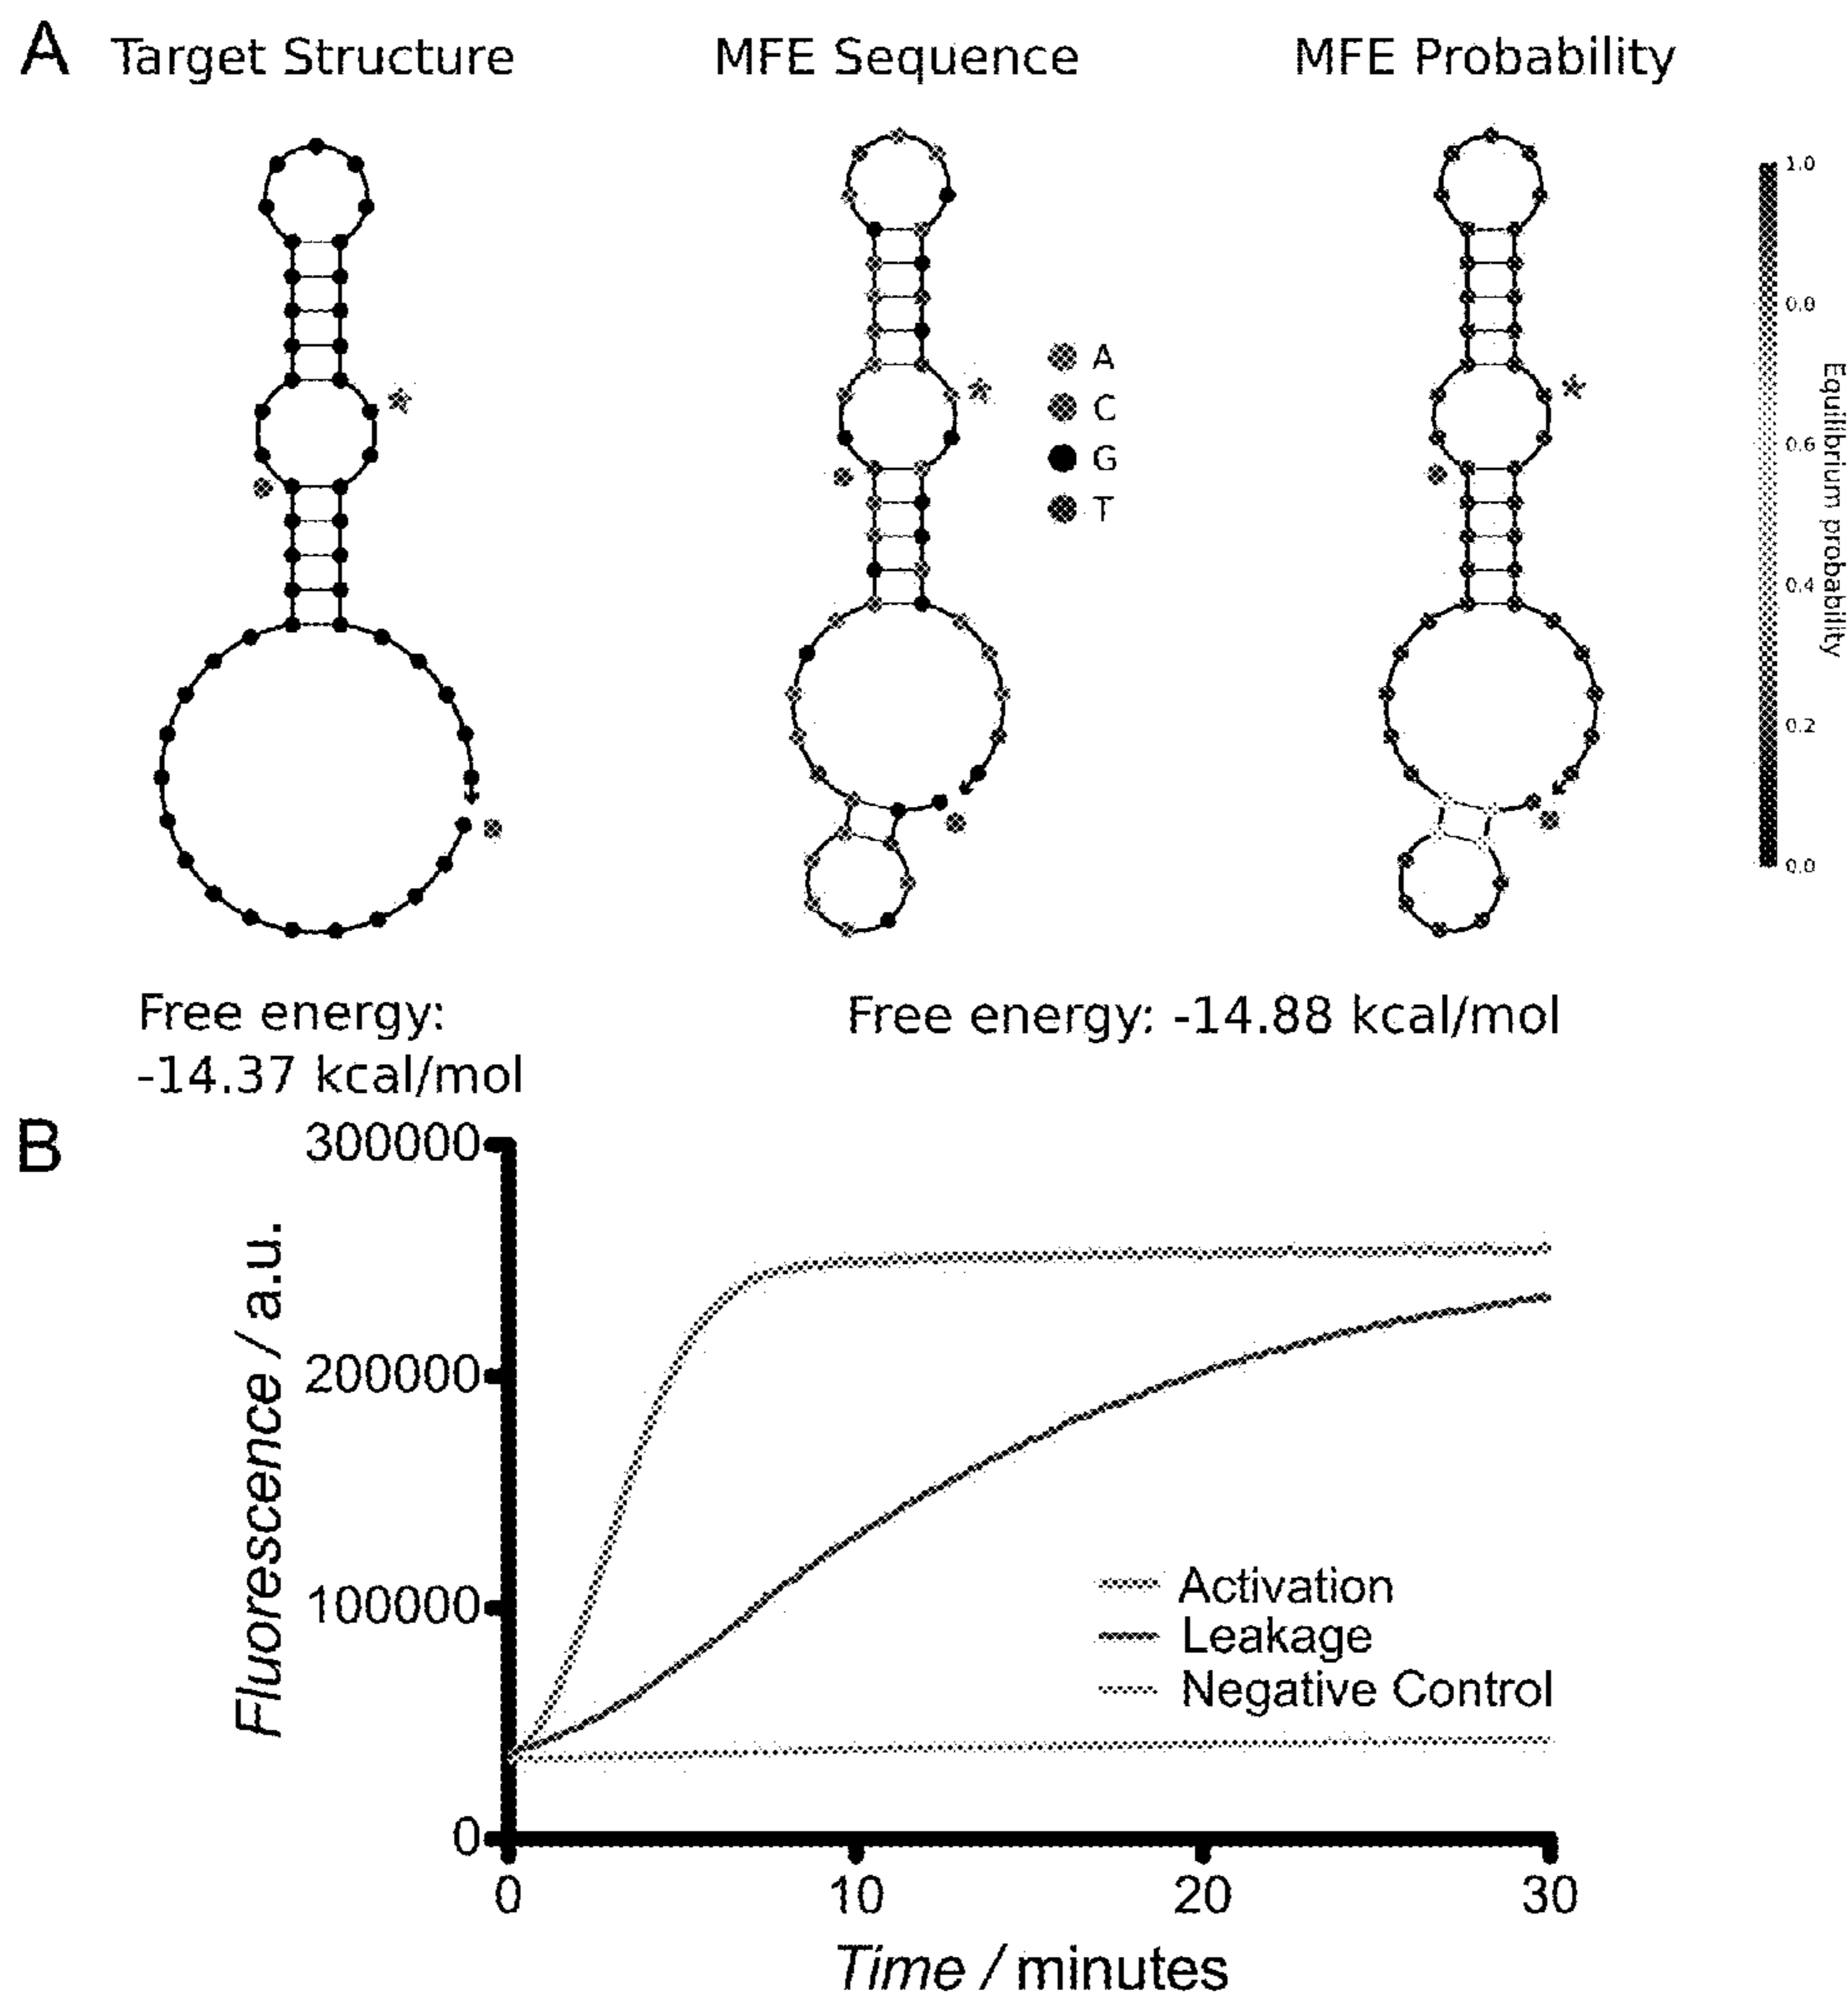 A
Target Structure
MFE Sequence
MFE Probability
1.0
0.8
0.6
0.4
0.2
0.0
Equilibrium probability
A
C
G
T
Free energy:
-14.37 kcal/mol
Free energy: -14.88 kcal/mol
B
300000
200000
100000
0
Fluorescence / a.u.
Activation
Leakage
Negative Control
0
10
20
30
Time / minutes